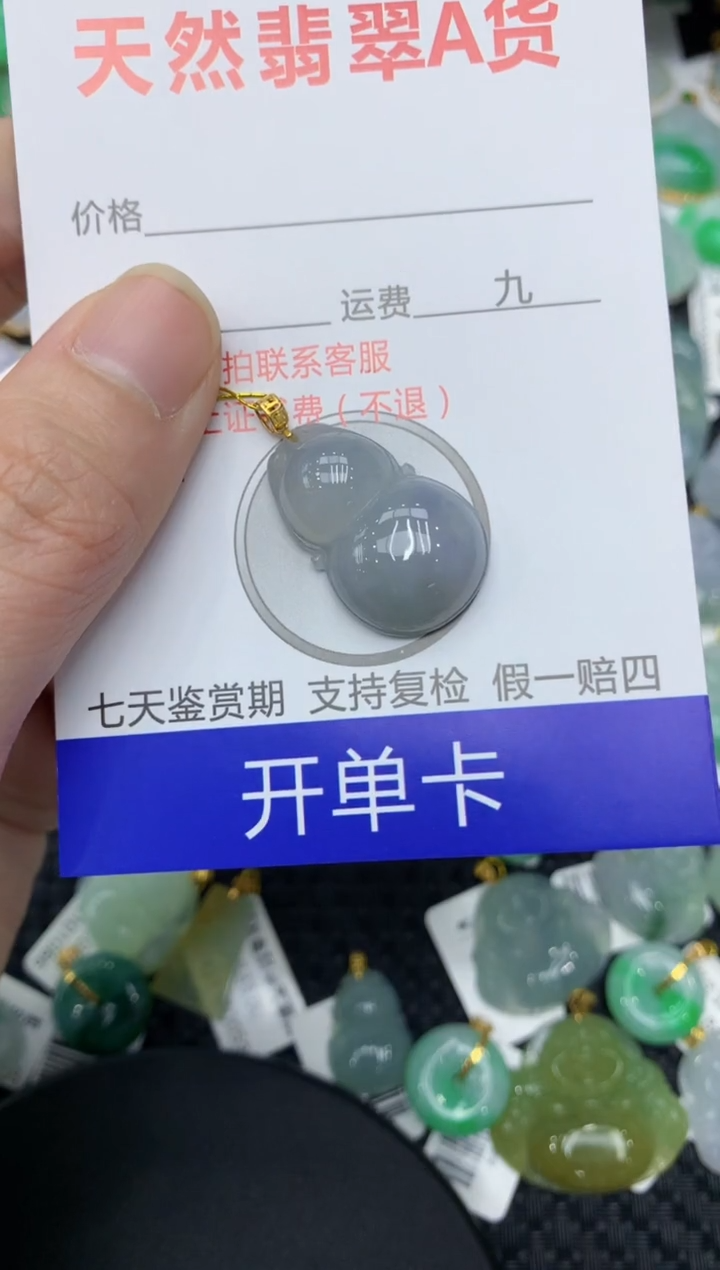 天然翡翠A货
价格
运费 九
拍联系客服
证 费(不退)
七天鉴赏期 支持复检 假一赔四
开单卡